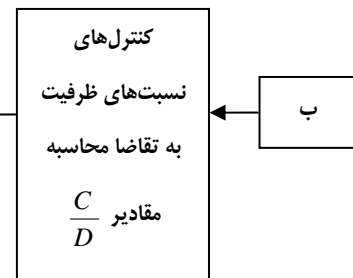 کنترل‌های
نسبت‌های ظرفیت
به تقاضا محاسبه
مقادیر C/D
ب